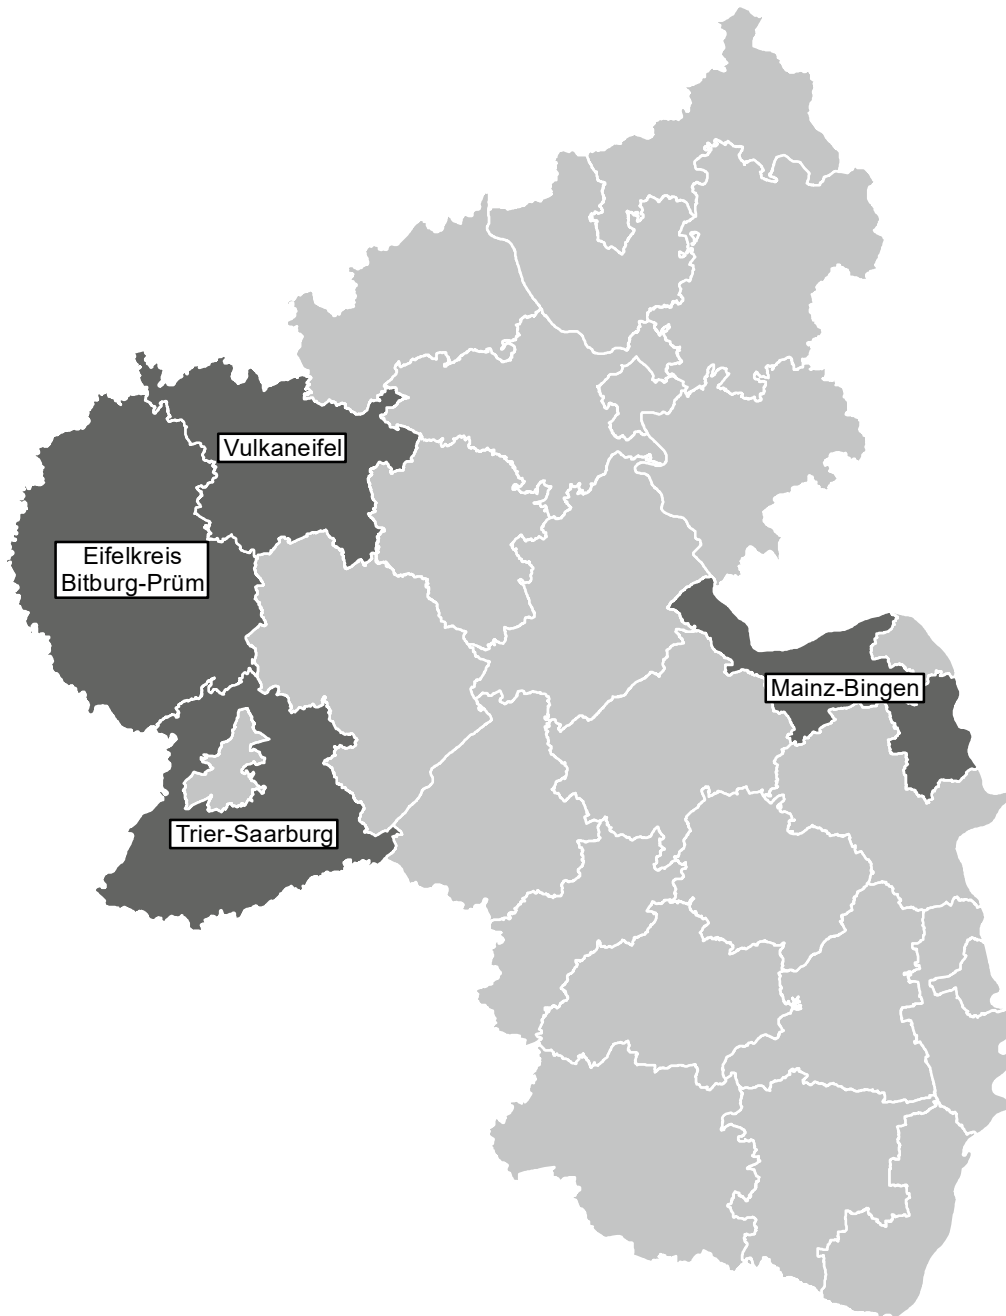 Vulkaneifel
Eifelkreis
Bitburg-Prüm
Mainz-Bingen
Trier-Saarburg